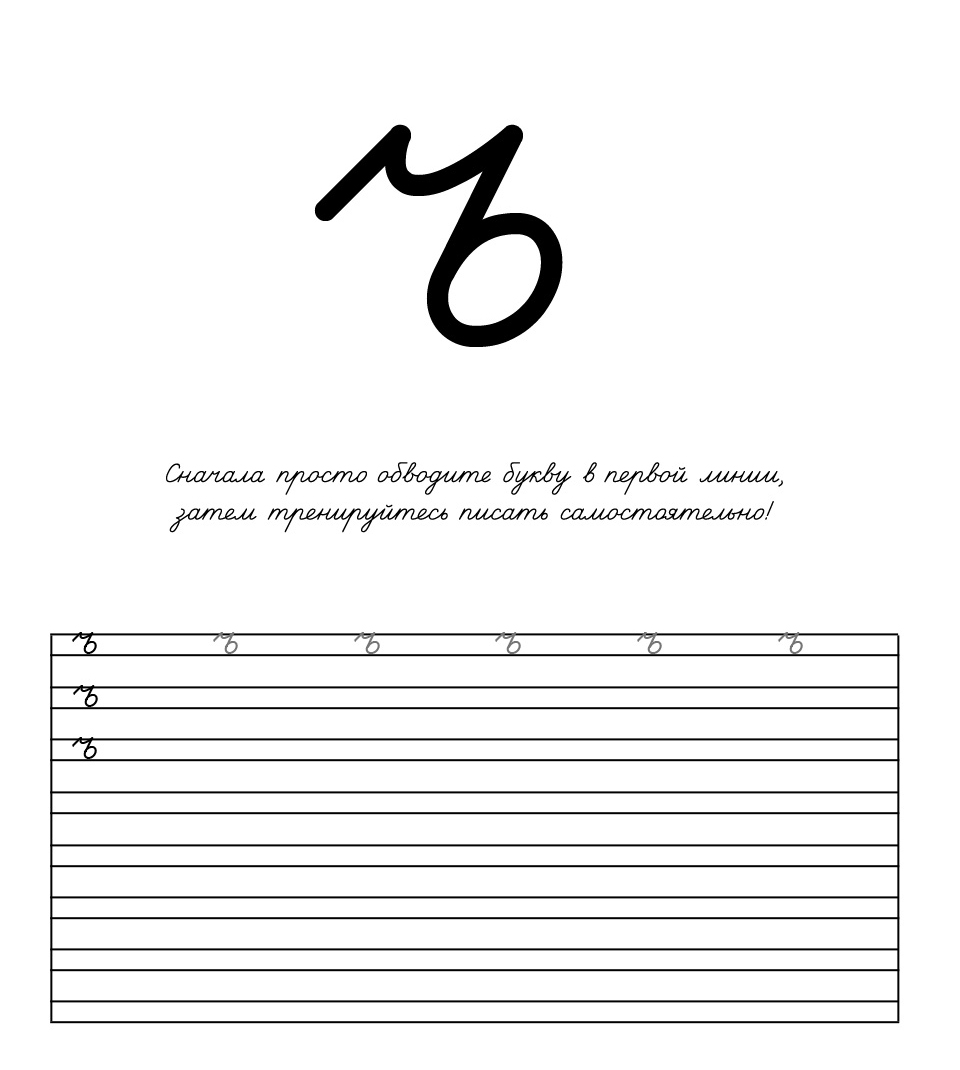 ъ
Сначала просто обводите букву в первой линии,
затем тренируйтесь писать самостоятельно!
ъ ъ ъ ъ ъ ъ
ъ
ъ